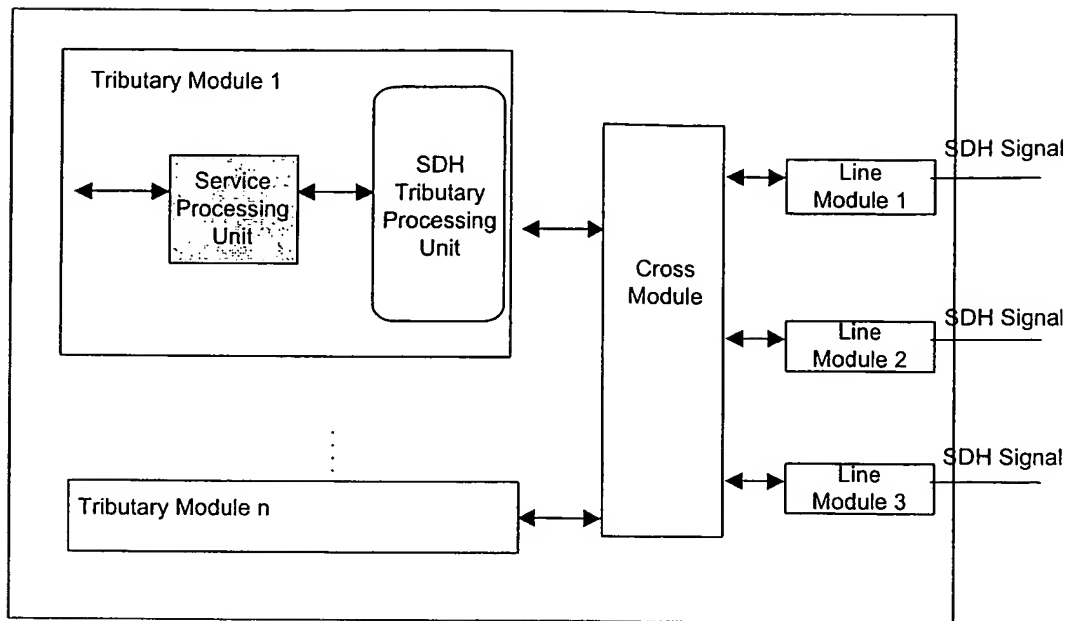 Tributary Module 1
Service
Processing
Unit
SDH
Tributary
Processing
Unit
Cross
Module
SDH Signal
Line
Module 1
SDH Signal
Line
Module 2
SDH Signal
Line
Module 3
Tributary Module n